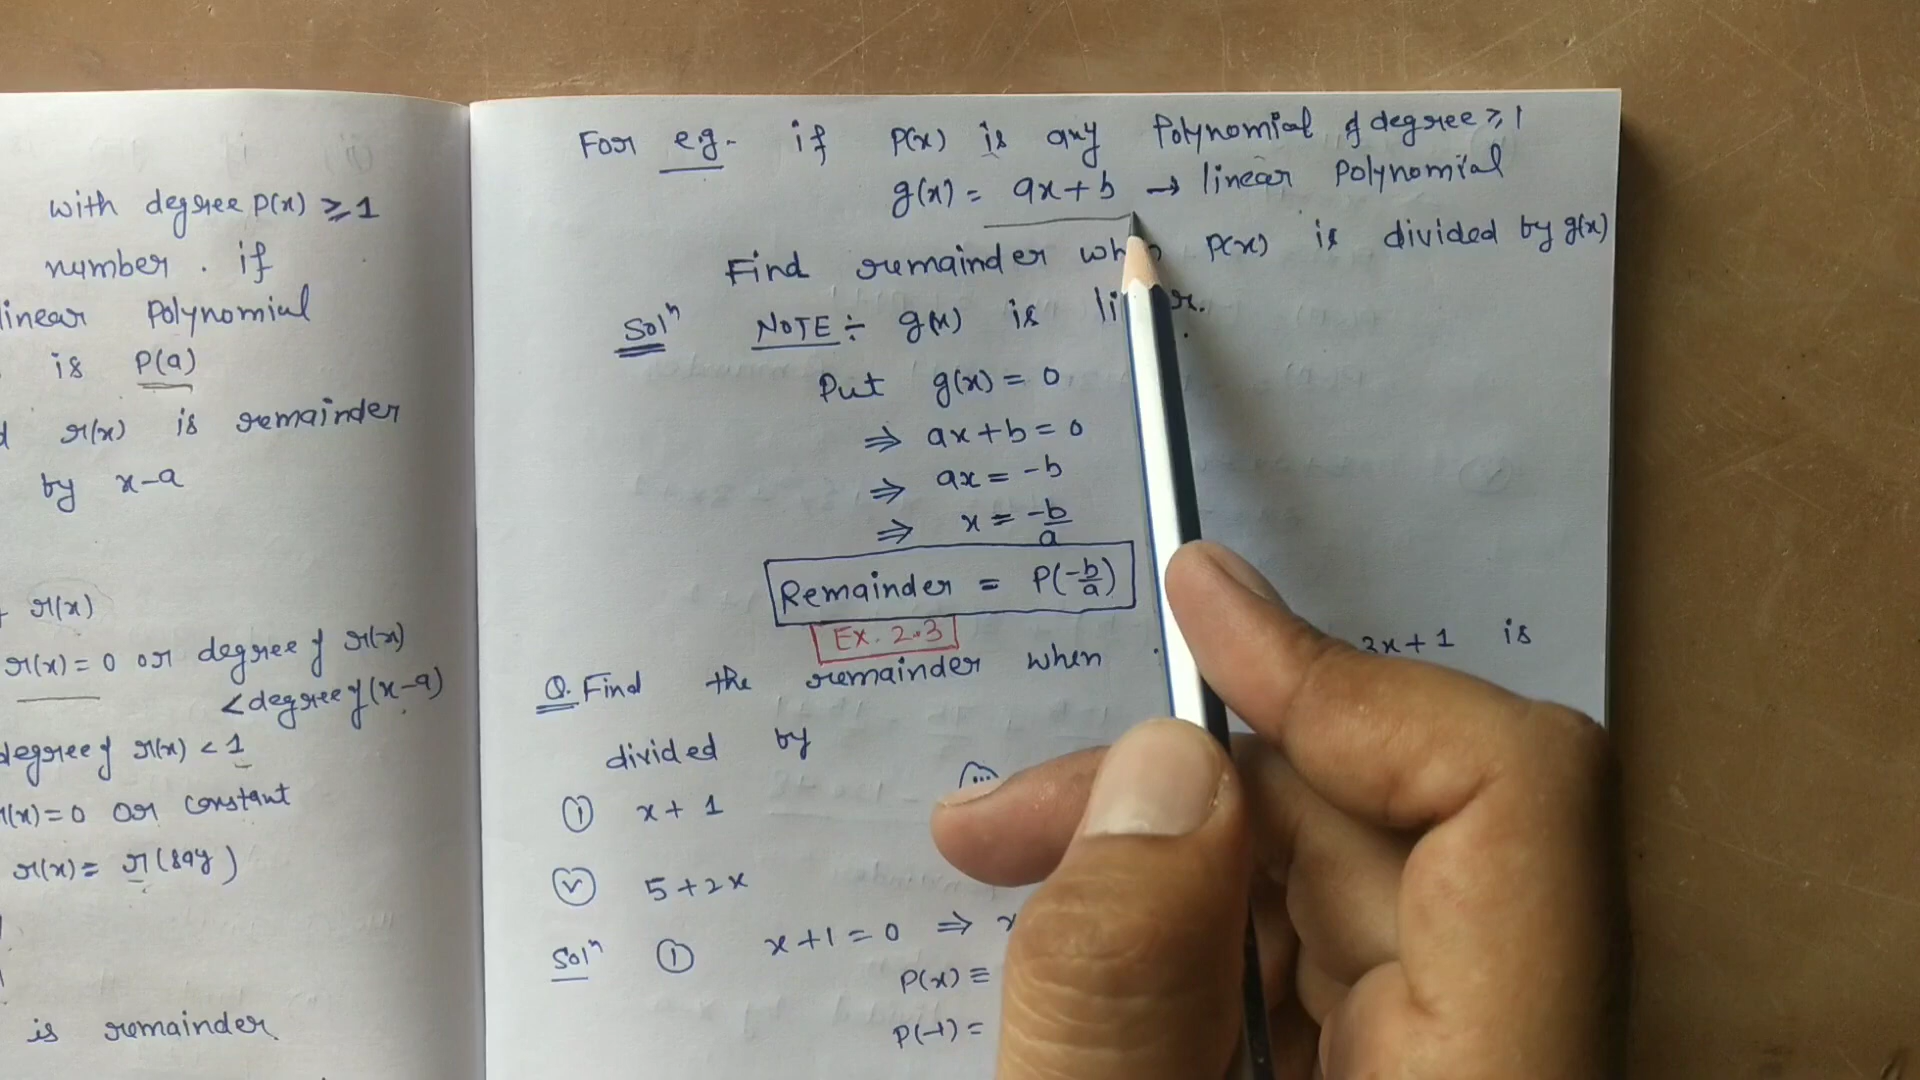 with degree P(x) ≥ 1
number . if
linear Polynomial
is P(a)
r(x) is remainder
by x-a
r(x)
r(x) = 0 or degree of r(x)
< degree of (x-a)
degree of r(x) < 1
r(x) = 0 or constant
r(x) = r (say)
is remainder
For e.g. if P(x) is any Polynomial of degree ≥ 1
g(x) = ax+b → linear Polynomial
Find remainder when P(x) is divided by g(x)
Solⁿ NOTE ÷ g(x) is
Put g(x) = 0
⇒ ax+b = 0
⇒ ax = -b
⇒ x = -b/a
Remainder = P(-b/a)
Ex. 2.3
Q. Find the remainder when 3x+1 is
divided by
(i) x+1
(v) 5+2x
Solⁿ (i) x+1 = 0 ⇒ x
P(x) ≡
P(-1) =